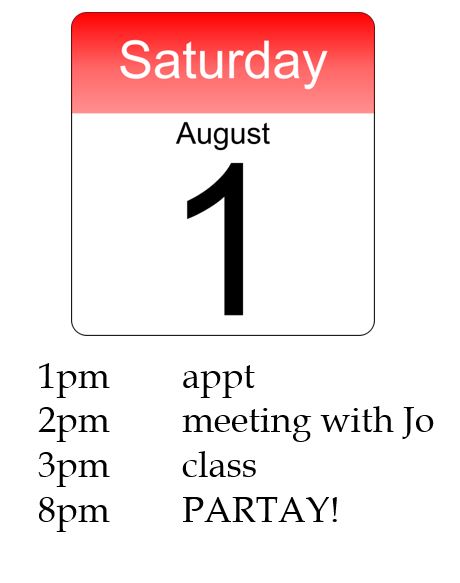 Saturday
August
1
1pm appt
2pm meeting with Jo
3pm class
8pm PARTAY!